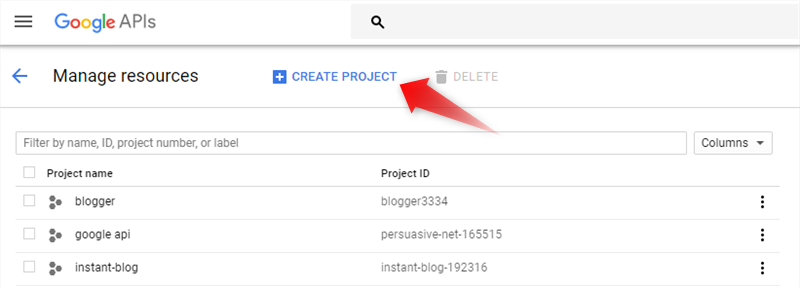 Google APIs
Manage resources CREATE PROJECT DELETE
Filter by name, ID, project number, or label Columns
Project name Project ID
blogger blogger3334
google api persuasive-net-165515
instant-blog instant-blog-192316